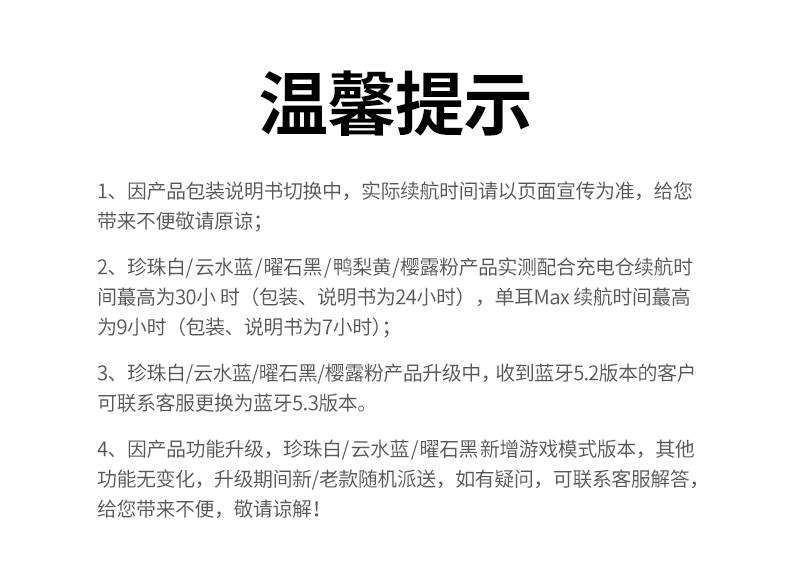 温馨提示
1、因产品包装说明书切换中，实际续航时间请以页面宣传为准，给您
带来不便敬请原谅；
2、珍珠白/云水蓝/曜石黑/鸭梨黄/樱露粉产品实测配合充电仓续航时
间蕞高为30小 时（包装、说明书为24小时），单耳Max 续航时间蕞高
为9小时（包装、说明书为7小时）；
3、珍珠白/云水蓝/曜石黑/樱露粉产品升级中，收到蓝牙5.2版本的客户
可联系客服更换为蓝牙5.3版本。
4、因产品功能升级，珍珠白/云水蓝/曜石黑新增游戏模式版本，其他
功能无变化，升级期间新/老款随机派送，如有疑问，可联系客服解答，
给您带来不便，敬请谅解！